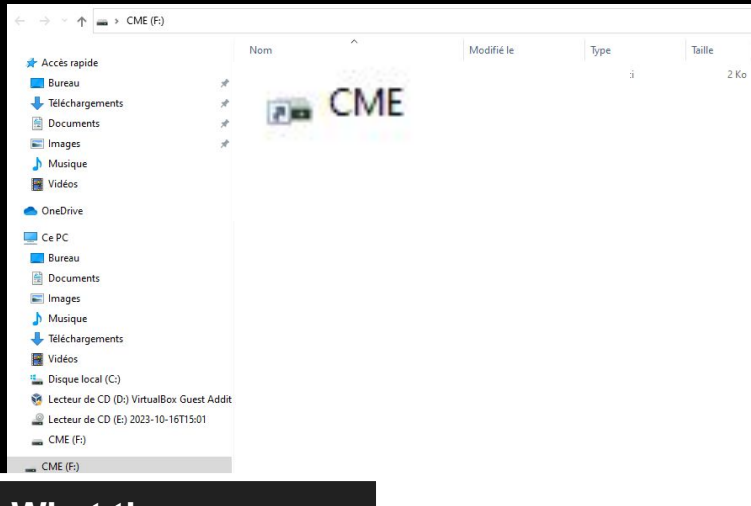 CME (F:)
Nom Modifié le Type Taille
Accès rapide
Bureau
Téléchargements
Documents
Images
Musique
Vidéos
OneDrive
Ce PC
Bureau
Documents
Images
Musique
Téléchargements
Vidéos
Disque local (C:)
Lecteur de CD (D:) VirtualBox Guest Addit
Lecteur de CD (E:) 2023-10-16T15:01
CME (F:)
CME (F:)
CME
2 Ko